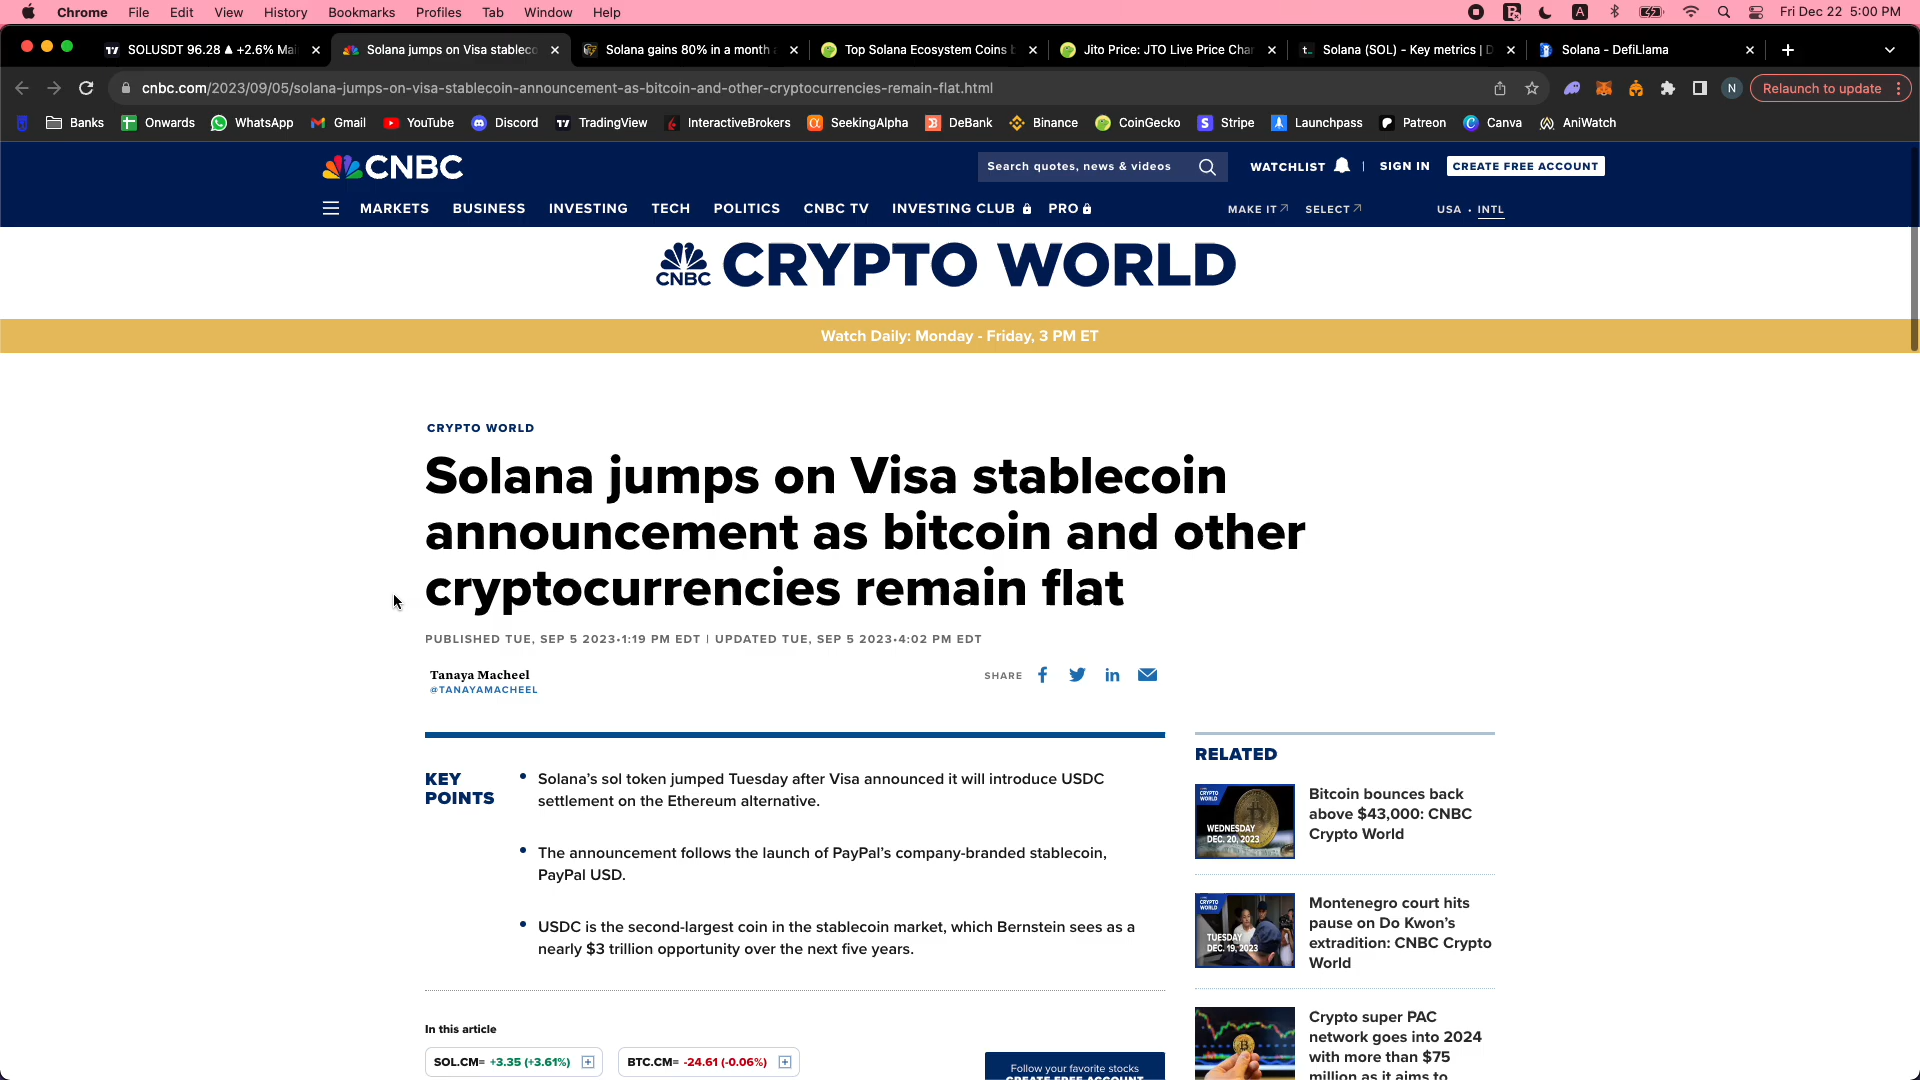 Chrome File Edit View History Bookmarks Profiles Tab Window Help
A
Fri Dec 22 5:00 PM
SOLUSDT 96.28 ▲ +2.6% Mai
Solana jumps on Visa stableco
Solana gains 80% in a month
Top Solana Ecosystem Coins b
Jito Price: JTO Live Price Char
t. Solana (SOL) - Key metrics | D
Solana - DefiLlama
cnbc.com/2023/09/05/solana-jumps-on-visa-stablecoin-announcement-as-bitcoin-and-other-cryptocurrencies-remain-flat.html
N
Relaunch to update
Banks Onwards WhatsApp Gmail YouTube Discord TradingView InteractiveBrokers SeekingAlpha DeBank Binance CoinGecko Stripe Launchpass Patreon Canva AniWatch
CNBC
Search quotes, news & videos
WATCHLIST | SIGN IN
CREATE FREE ACCOUNT
MARKETS BUSINESS INVESTING TECH POLITICS CNBC TV INVESTING CLUB PRO
MAKE IT SELECT USA • INTL
CNBC CRYPTO WORLD
Watch Daily: Monday - Friday, 3 PM ET
CRYPTO WORLD
Solana jumps on Visa stablecoin
announcement as bitcoin and other
cryptocurrencies remain flat
PUBLISHED TUE, SEP 5 2023•1:19 PM EDT | UPDATED TUE, SEP 5 2023•4:02 PM EDT
Tanaya Macheel
@TANAYAMACHEEL
SHARE
KEY
POINTS
• Solana’s sol token jumped Tuesday after Visa announced it will introduce USDC
settlement on the Ethereum alternative.
• The announcement follows the launch of PayPal’s company-branded stablecoin,
PayPal USD.
• USDC is the second-largest coin in the stablecoin market, which Bernstein sees as a
nearly $3 trillion opportunity over the next five years.
In this article
SOL.CM= +3.35 (+3.61%)
BTC.CM= -24.61 (-0.06%)
Follow your favorite stocks
CREATE FREE ACCOUNT
RELATED
CRYPTO
WORLD
WEDNESDAY
DEC. 20, 2023
Bitcoin bounces back
above $43,000: CNBC
Crypto World
CRYPTO
WORLD
TUESDAY
DEC. 19, 2023
Montenegro court hits
pause on Do Kwon’s
extradition: CNBC Crypto
World
Crypto super PAC
network goes into 2024
with more than $75
million as it aims to